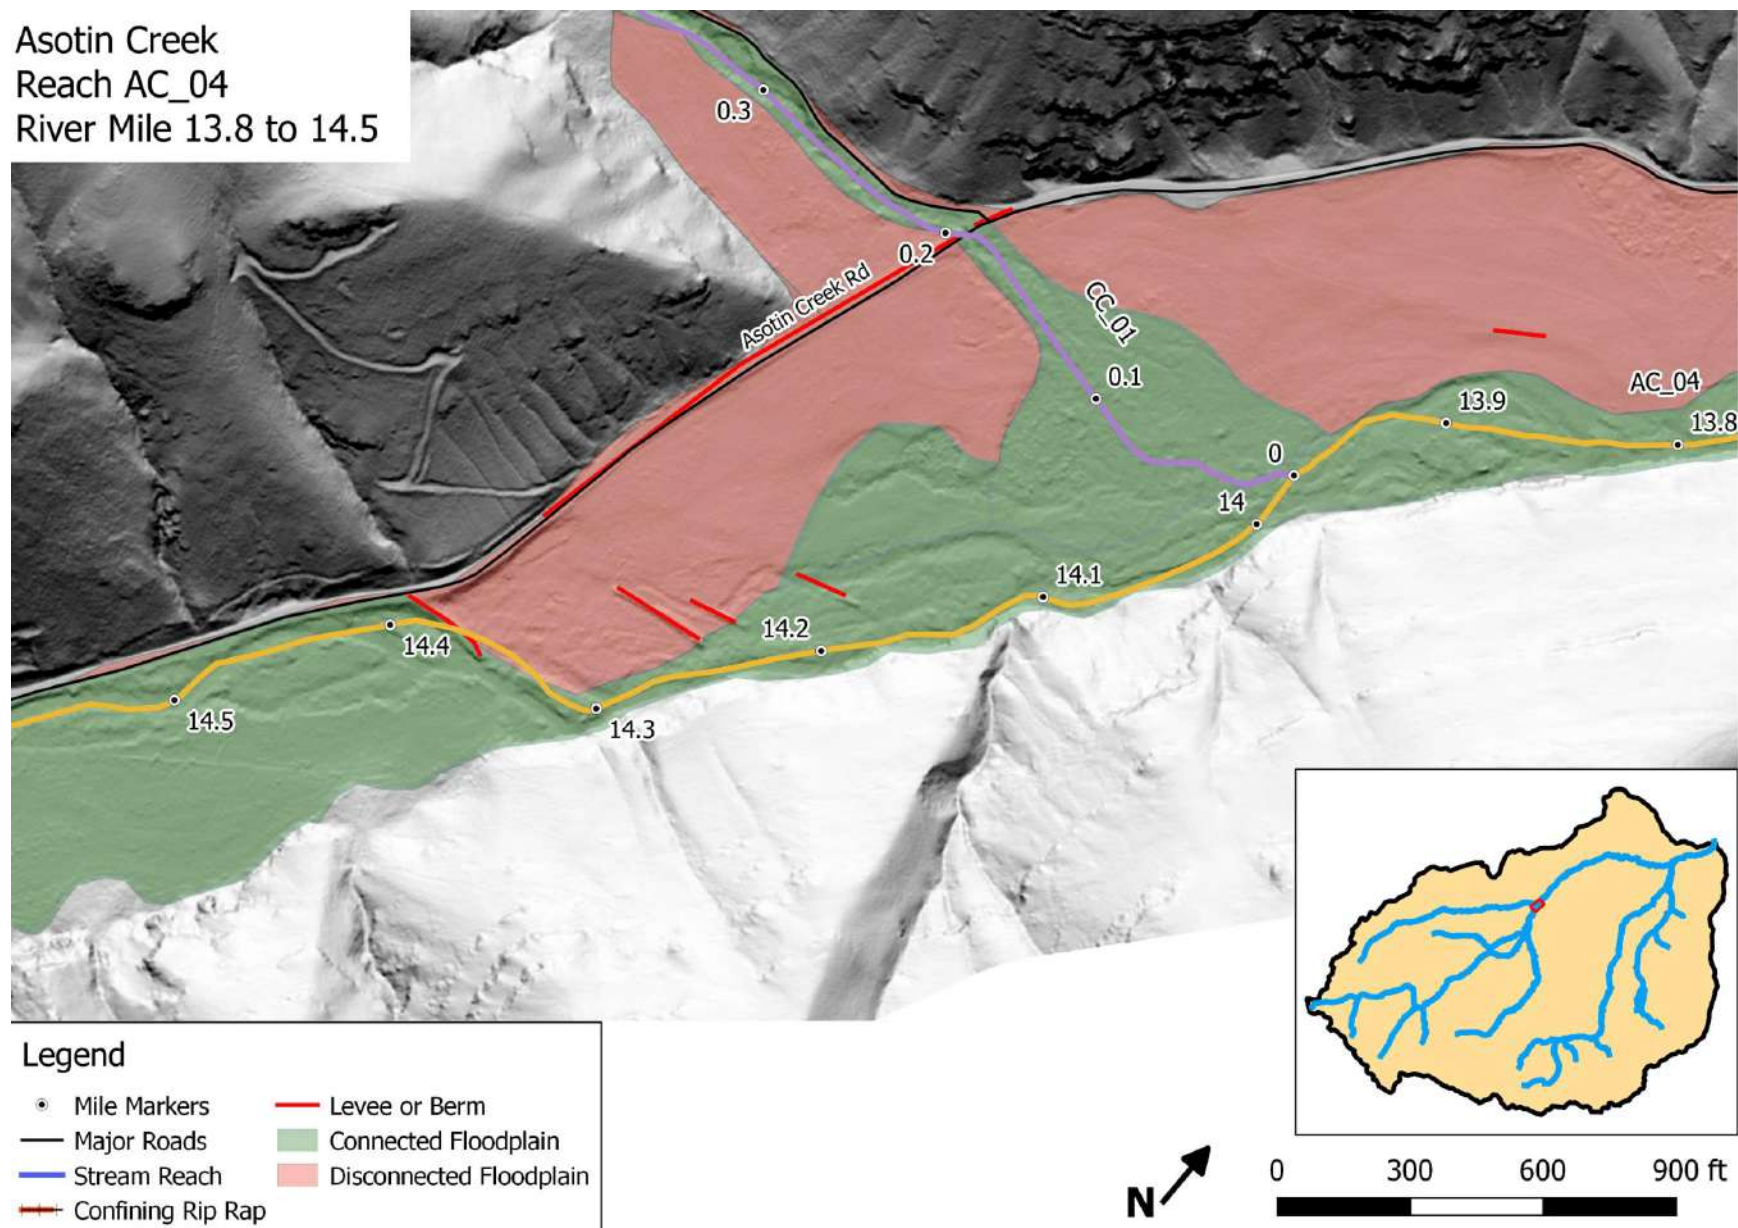 Asotin Creek
Reach AC_04
River Mile 13.8 to 14.5
0.3
0.2
Asotin Creek Rd
CC_01
0.1
AC_04
13.9
13.8
0
14
14.1
14.2
14.4
14.5
14.3
Legend
Mile Markers
Major Roads
Stream Reach
Confining Rip Rap
Levee or Berm
Connected Floodplain
Disconnected Floodplain
N
0 300 600 900 ft